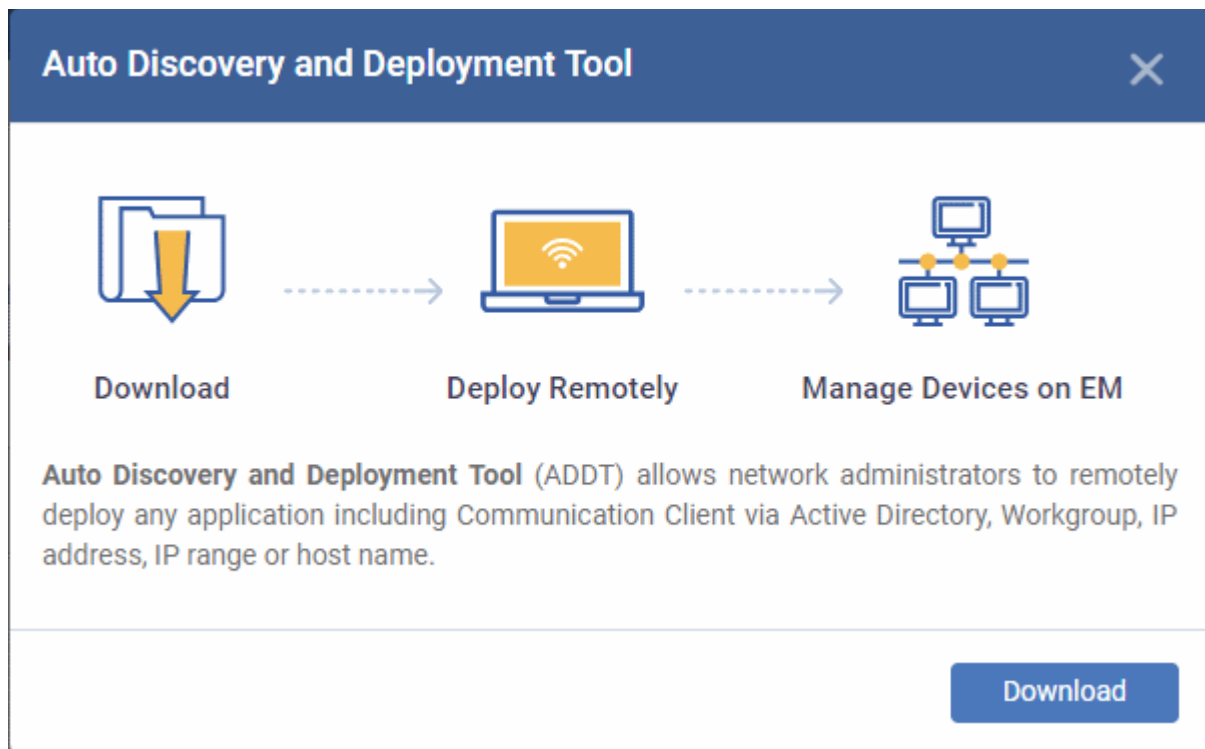 Auto Discovery and Deployment Tool
Download
Deploy Remotely
Manage Devices on EM
Auto Discovery and Deployment Tool (ADDT) allows network administrators to remotely
deploy any application including Communication Client via Active Directory, Workgroup, IP
address, IP range or host name.
Download